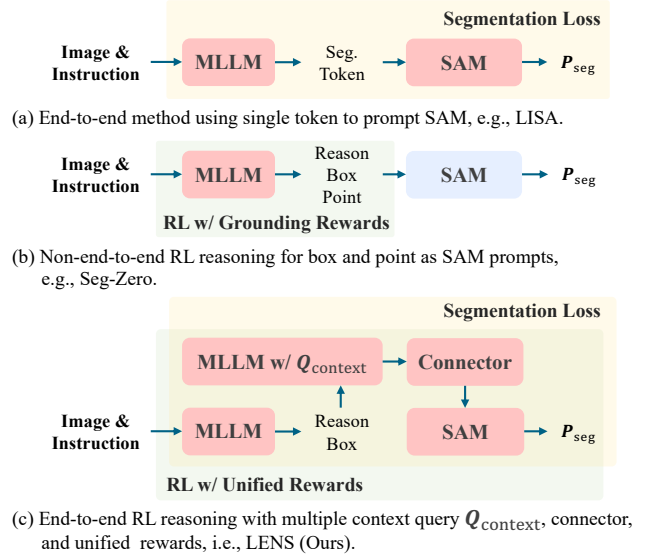 Segmentation Loss
Image & Instruction
MLLM
Seg. Token
SAM
P_seg
(a) End-to-end method using single token to prompt SAM, e.g., LISA.
Image & Instruction
MLLM
Reason Box Point
SAM
P_seg
RL w/ Grounding Rewards
(b) Non-end-to-end RL reasoning for box and point as SAM prompts,
e.g., Seg-Zero.
Segmentation Loss
MLLM w/ Q_context
Connector
Image & Instruction
MLLM
Reason Box
SAM
P_seg
RL w/ Unified Rewards
(c) End-to-end RL reasoning with multiple context query Q_context, connector,
and unified rewards, i.e., LENS (Ours).